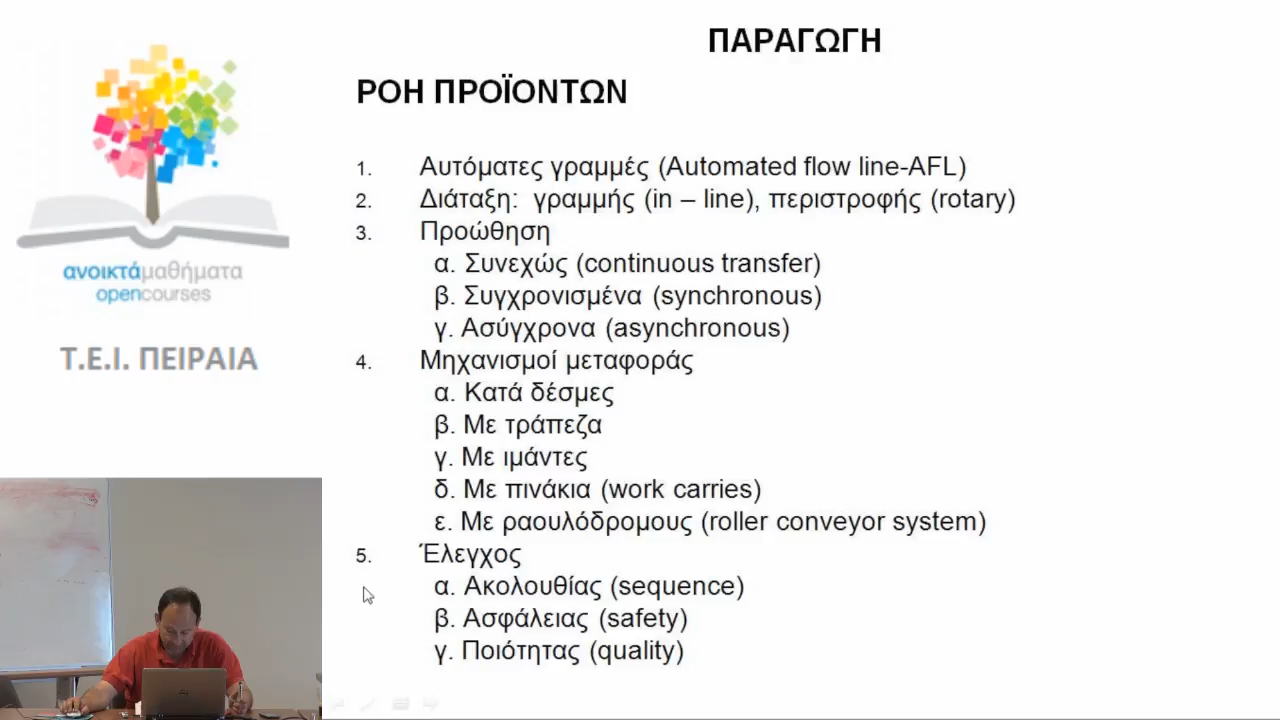 ΠΑΡΑΓΩΓΗ
ΡΟΗ ΠΡΟΪΟΝΤΩΝ
1. Αυτόματες γραμμές (Automated flow line-AFL)
2. Διάταξη: γραμμής (in – line), περιστροφής (rotary)
3. Προώθηση
α. Συνεχώς (continuous transfer)
β. Συγχρονισμένα (synchronous)
γ. Ασύγχρονα (asynchronous)
4. Μηχανισμοί μεταφοράς
α. Κατά δέσμες
β. Με τράπεζα
γ. Με ιμάντες
δ. Με πινάκια (work carries)
ε. Με ραουλόδρομους (roller conveyor system)
5. Έλεγχος
α. Ακολουθίας (sequence)
β. Ασφάλειας (safety)
γ. Ποιότητας (quality)
ανοικτάμαθήματα
opencourses
Τ.Ε.Ι. ΠΕΙΡΑΙΑ